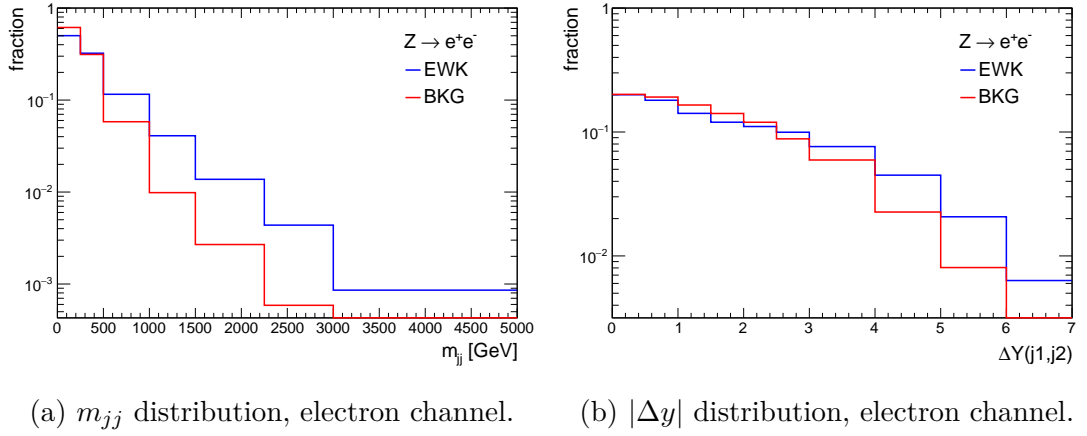 fraction
1
10⁻¹
10⁻²
10⁻³
Z → e⁺e⁻
EWK
BKG
0 500 1000 1500 2000 2500 3000 3500 4000 4500 5000
m_jj [GeV]
(a) m_jj distribution, electron channel.
fraction
1
10⁻¹
10⁻²
Z → e⁺e⁻
EWK
BKG
0 1 2 3 4 5 6 7
ΔY(j1,j2)
(b) |Δy| distribution, electron channel.